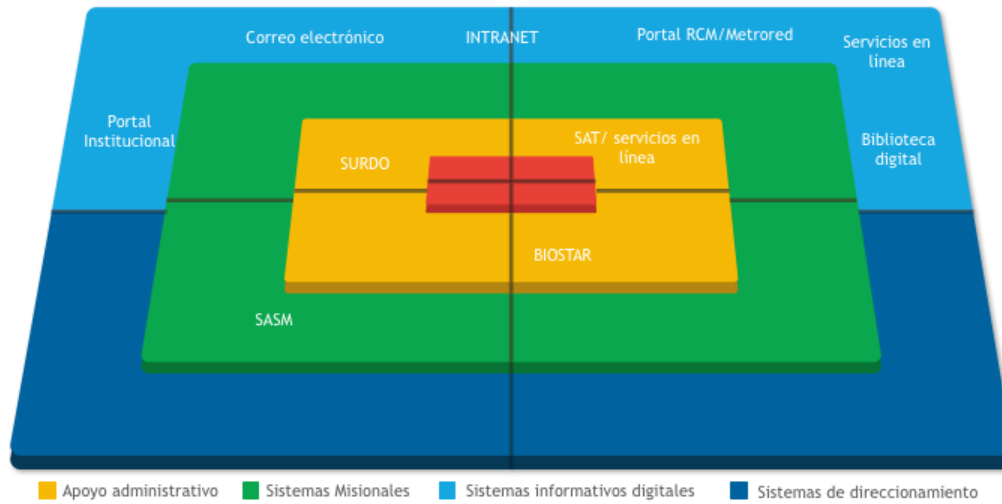 Correo electrónico
INTRANET
Portal RCM/Metrored
Servicios en
línea
Portal
Institucional
SURDO
SAT/ servicios en
línea
Biblioteca
digital
BIOSTAR
SASM
Apoyo administrativo
Sistemas Misionales
Sistemas informativos digitales
Sistemas de direccionamiento